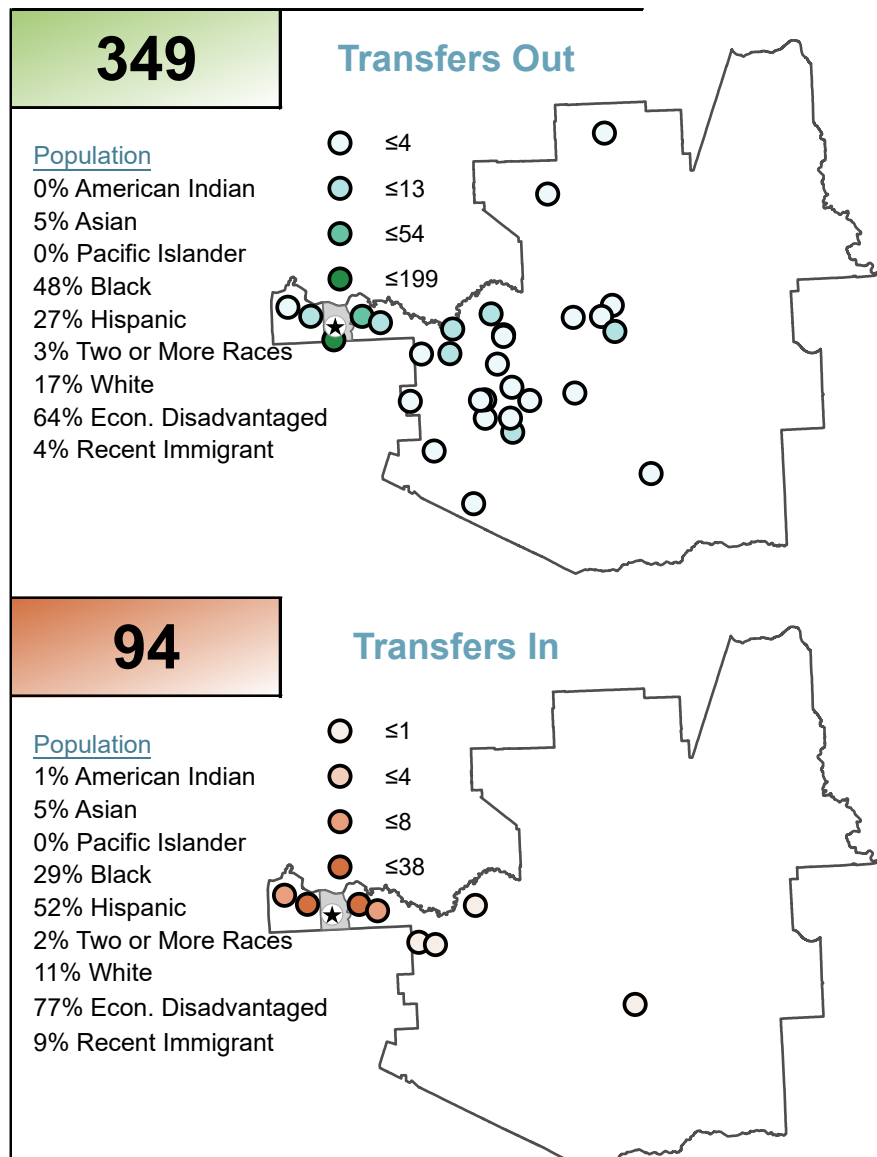 349
Transfers Out
Population
0% American Indian
5% Asian
0% Pacific Islander
48% Black
27% Hispanic
3% Two or More Races
17% White
64% Econ. Disadvantaged
4% Recent Immigrant
≤4
≤13
≤54
≤199
94
Transfers In
Population
1% American Indian
5% Asian
0% Pacific Islander
29% Black
52% Hispanic
2% Two or More Races
11% White
77% Econ. Disadvantaged
9% Recent Immigrant
≤1
≤4
≤8
≤38